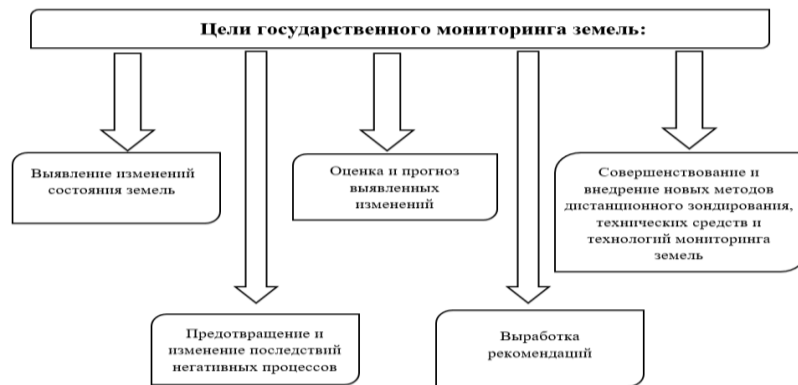 Цели государственного мониторинга земель:
Выявление изменений
состояния земель
Оценка и прогноз
выявленных
изменений
Совершенствование и
внедрение новых методов
дистанционного зондирования,
технических средств и
технологий мониторинга
земель
Предотвращение и
изменение последствий
негативных процессов
Выработка
рекомендаций